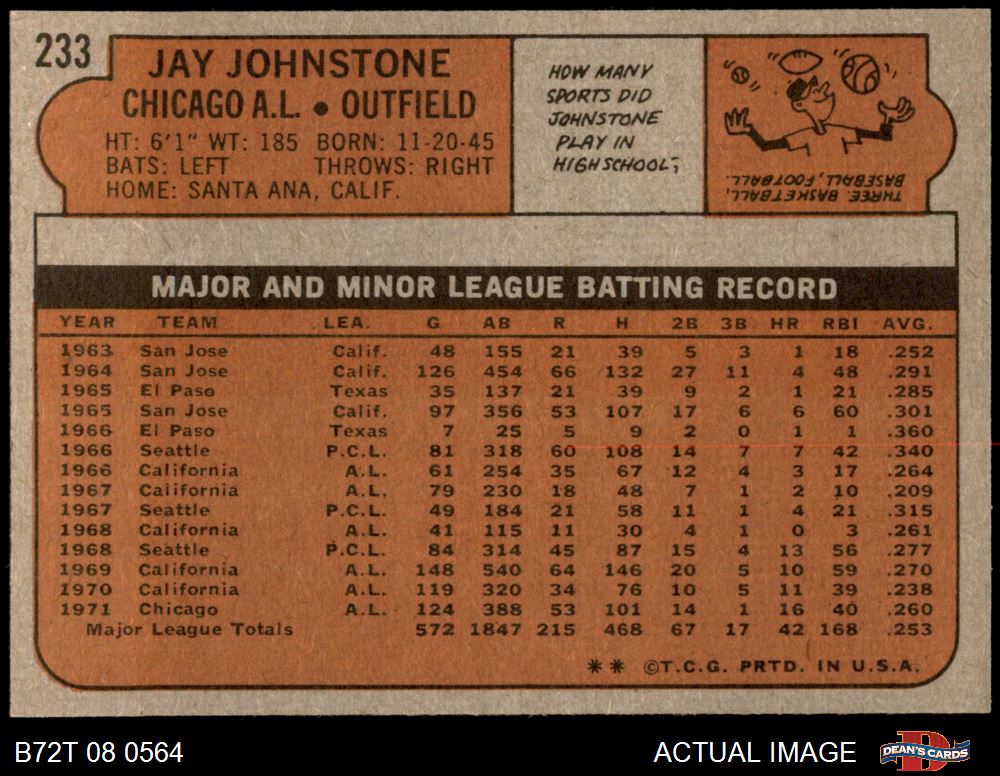 233
JAY JOHNSTONE
CHICAGO A.L. • OUTFIELD
HT: 6'1" WT: 185 BORN: 11-20-45
BATS: LEFT THROWS: RIGHT
HOME: SANTA ANA, CALIF.
HOW MANY
SPORTS DID
JOHNSTONE
PLAY IN
HIGH SCHOOL?
THREE. BASKETBALL,
BASEBALL, FOOTBALL.
MAJOR AND MINOR LEAGUE BATTING RECORD
YEAR TEAM LEA. G AB R H 2B 3B HR RBI AVG.
1963 San Jose Calif. 48 155 21 39 5 3 1 18 .252
1964 San Jose Calif. 126 454 66 132 27 11 4 48 .291
1965 El Paso Texas 35 137 21 39 9 2 1 21 .285
1965 San Jose Calif. 97 356 53 107 17 6 6 60 .301
1966 El Paso Texas 7 25 5 9 2 0 1 1 .360
1966 Seattle P.C.L. 81 318 60 108 14 7 7 42 .340
1966 California A.L. 61 254 35 67 12 4 3 17 .264
1967 California A.L. 79 230 18 48 7 1 2 10 .209
1967 Seattle P.C.L. 49 184 21 58 11 1 4 21 .315
1968 California A.L. 41 115 11 30 4 1 0 3 .261
1968 Seattle P.C.L. 84 314 45 87 15 4 13 56 .277
1969 California A.L. 148 540 64 146 20 5 10 59 .270
1970 California A.L. 119 320 34 76 10 5 11 39 .238
1971 Chicago A.L. 124 388 53 101 14 1 16 40 .260
Major League Totals 572 1847 215 468 67 17 42 168 .253
** ©T.C.G. PRTD. IN U.S.A.
B72T 08 0564
ACTUAL IMAGE
D
DEAN'S CARDS